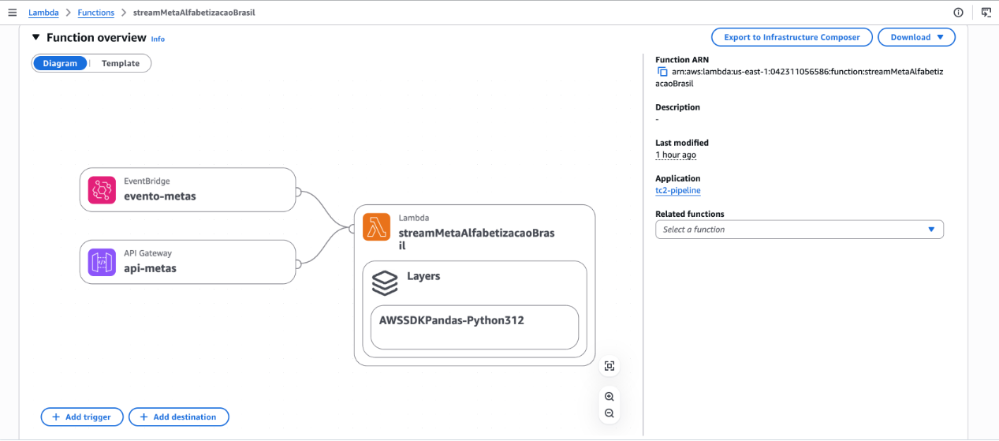 Lambda > Functions > streamMetaAlfabetizacaoBrasil
Function overview Info
Export to Infrastructure Composer
Download
Diagram
Template
EventBridge
evento-metas
API Gateway
api-metas
Lambda
streamMetaAlfabetizacaoBras
il
Layers
AWSSDKPandas-Python312
+ Add trigger
+ Add destination
Function ARN
arn:aws:lambda:us-east-1:042311056586:function:streamMetaAlfabetiz
acaoBrasil
Description
-
Last modified
1 hour ago
Application
tc2-pipeline
Related functions
Select a function